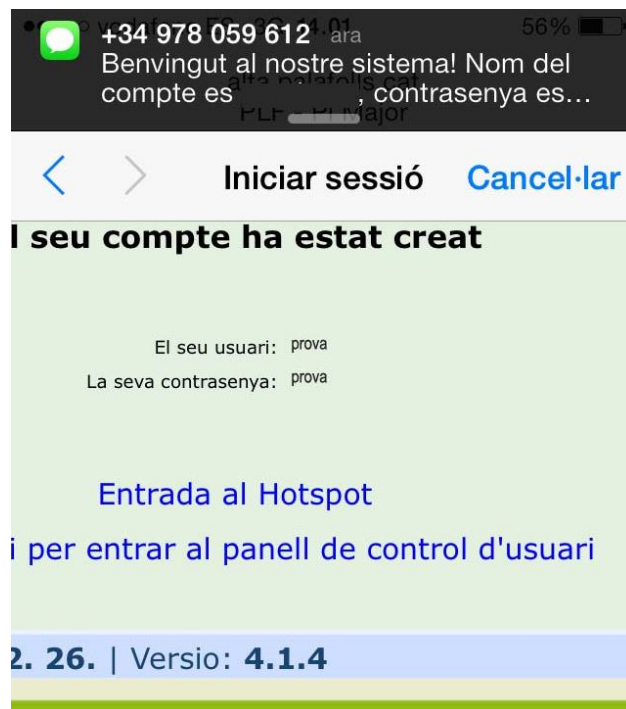 +34 978 059 612 ara
56%
Benvingut al nostre sistema! Nom del
compte es , contrasenya es...
Iniciar sessió Cancel·lar
l seu compte ha estat creat
El seu usuari: prova
La seva contrasenya: prova
Entrada al Hotspot
i per entrar al panell de control d'usuari
2. 26. | Versio: 4.1.4